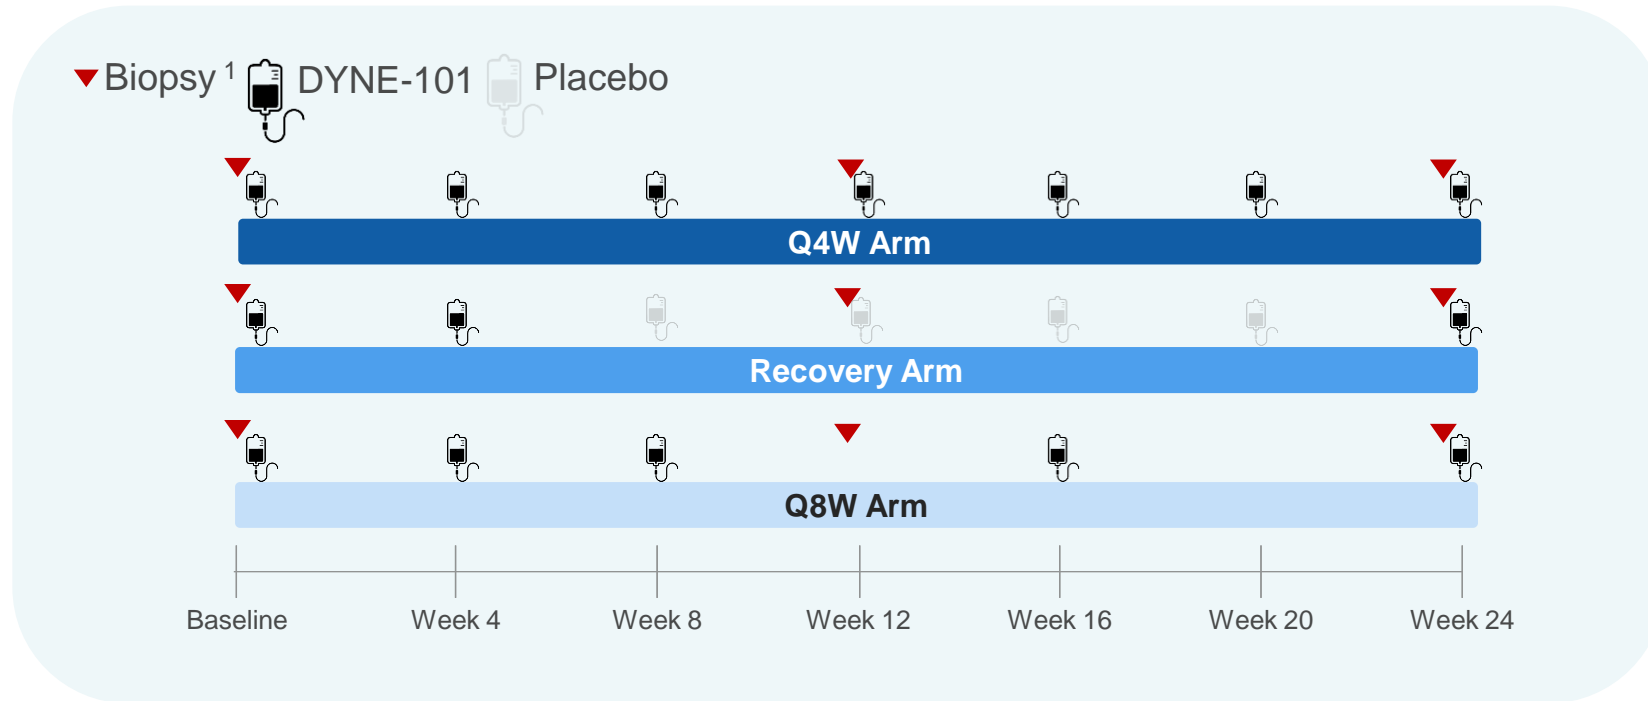 Biopsy 1 DYNE-101 Placebo
Q4W Arm
Recovery Arm
Q8W Arm
Baseline Week 4 Week 8 Week 12 Week 16 Week 20 Week 24